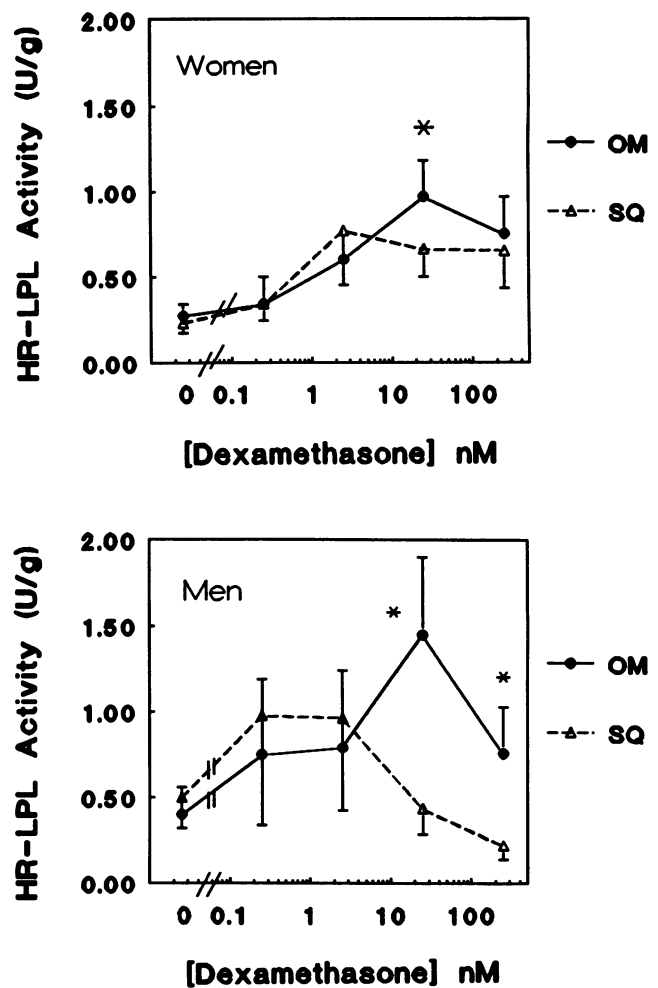 2.00
Women
1.50
*
OM
1.00
SQ
0.50
0.00
HR-LPL Activity (U/g)
0 0.1 1 10 100
[Dexamethasone] nM
2.00
Men
1.50
*
OM
*
1.00
SQ
0.50
0.00
HR-LPL Activity (U/g)
0 0.1 1 10 100
[Dexamethasone] nM